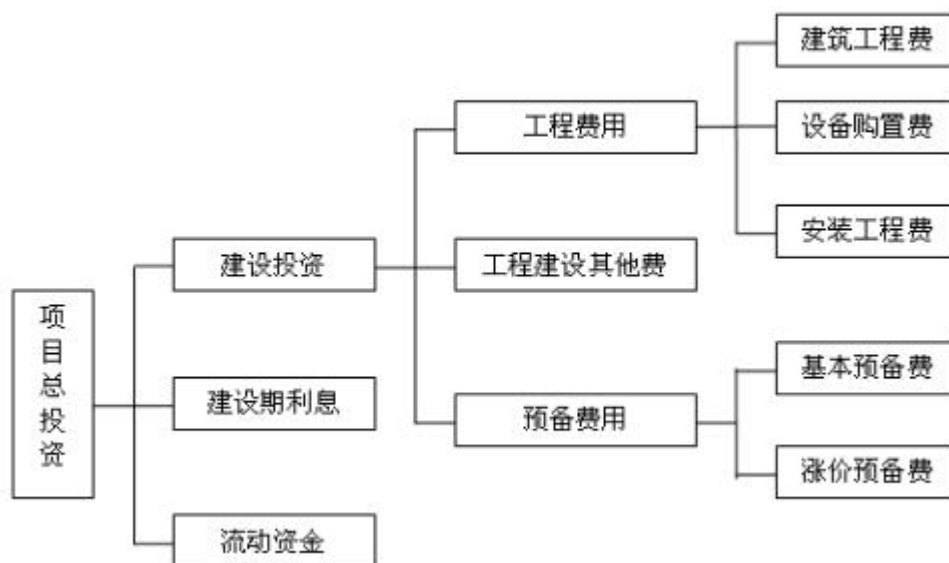 项目总投资
建设投资
建设期利息
流动资金
工程费用
工程建设其他费
预备费用
建筑工程费
设备购置费
安装工程费
基本预备费
涨价预备费